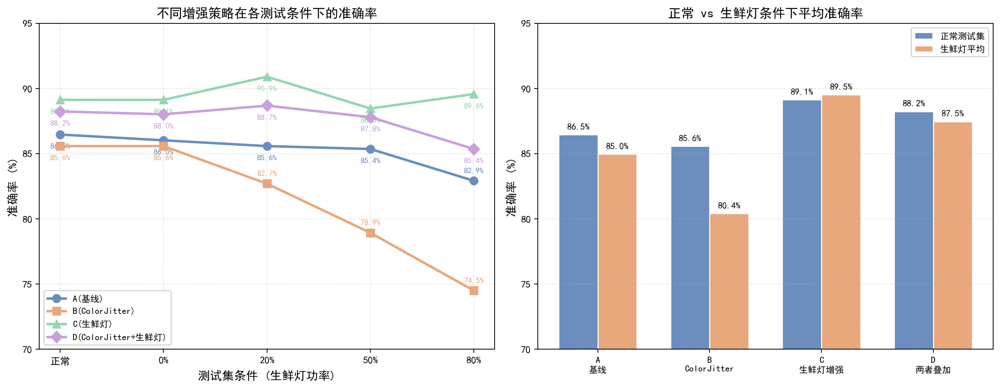 不同增强策略在各测试条件下的准确率
95
90
85
80
75
70
准确率 (%)
90.9%
89.6%
88.2%
88.0%
88.7%
87.8%
85.4%
86.0%
85.6%
85.4%
82.9%
85.6%
85.6%
82.7%
78.9%
74.5%
A(基线)
B(ColorJitter)
C(生鲜灯)
D(ColorJitter+生鲜灯)
正常
0%
20%
50%
80%
测试集条件 (生鲜灯功率)
正常 vs 生鲜灯条件下平均准确率
95
90
85
80
75
70
准确率 (%)
正常测试集
生鲜灯平均
86.5%
85.0%
85.6%
80.4%
89.1%
89.5%
88.2%
87.5%
A
基线
B
ColorJitter
C
生鲜灯增强
D
两者叠加